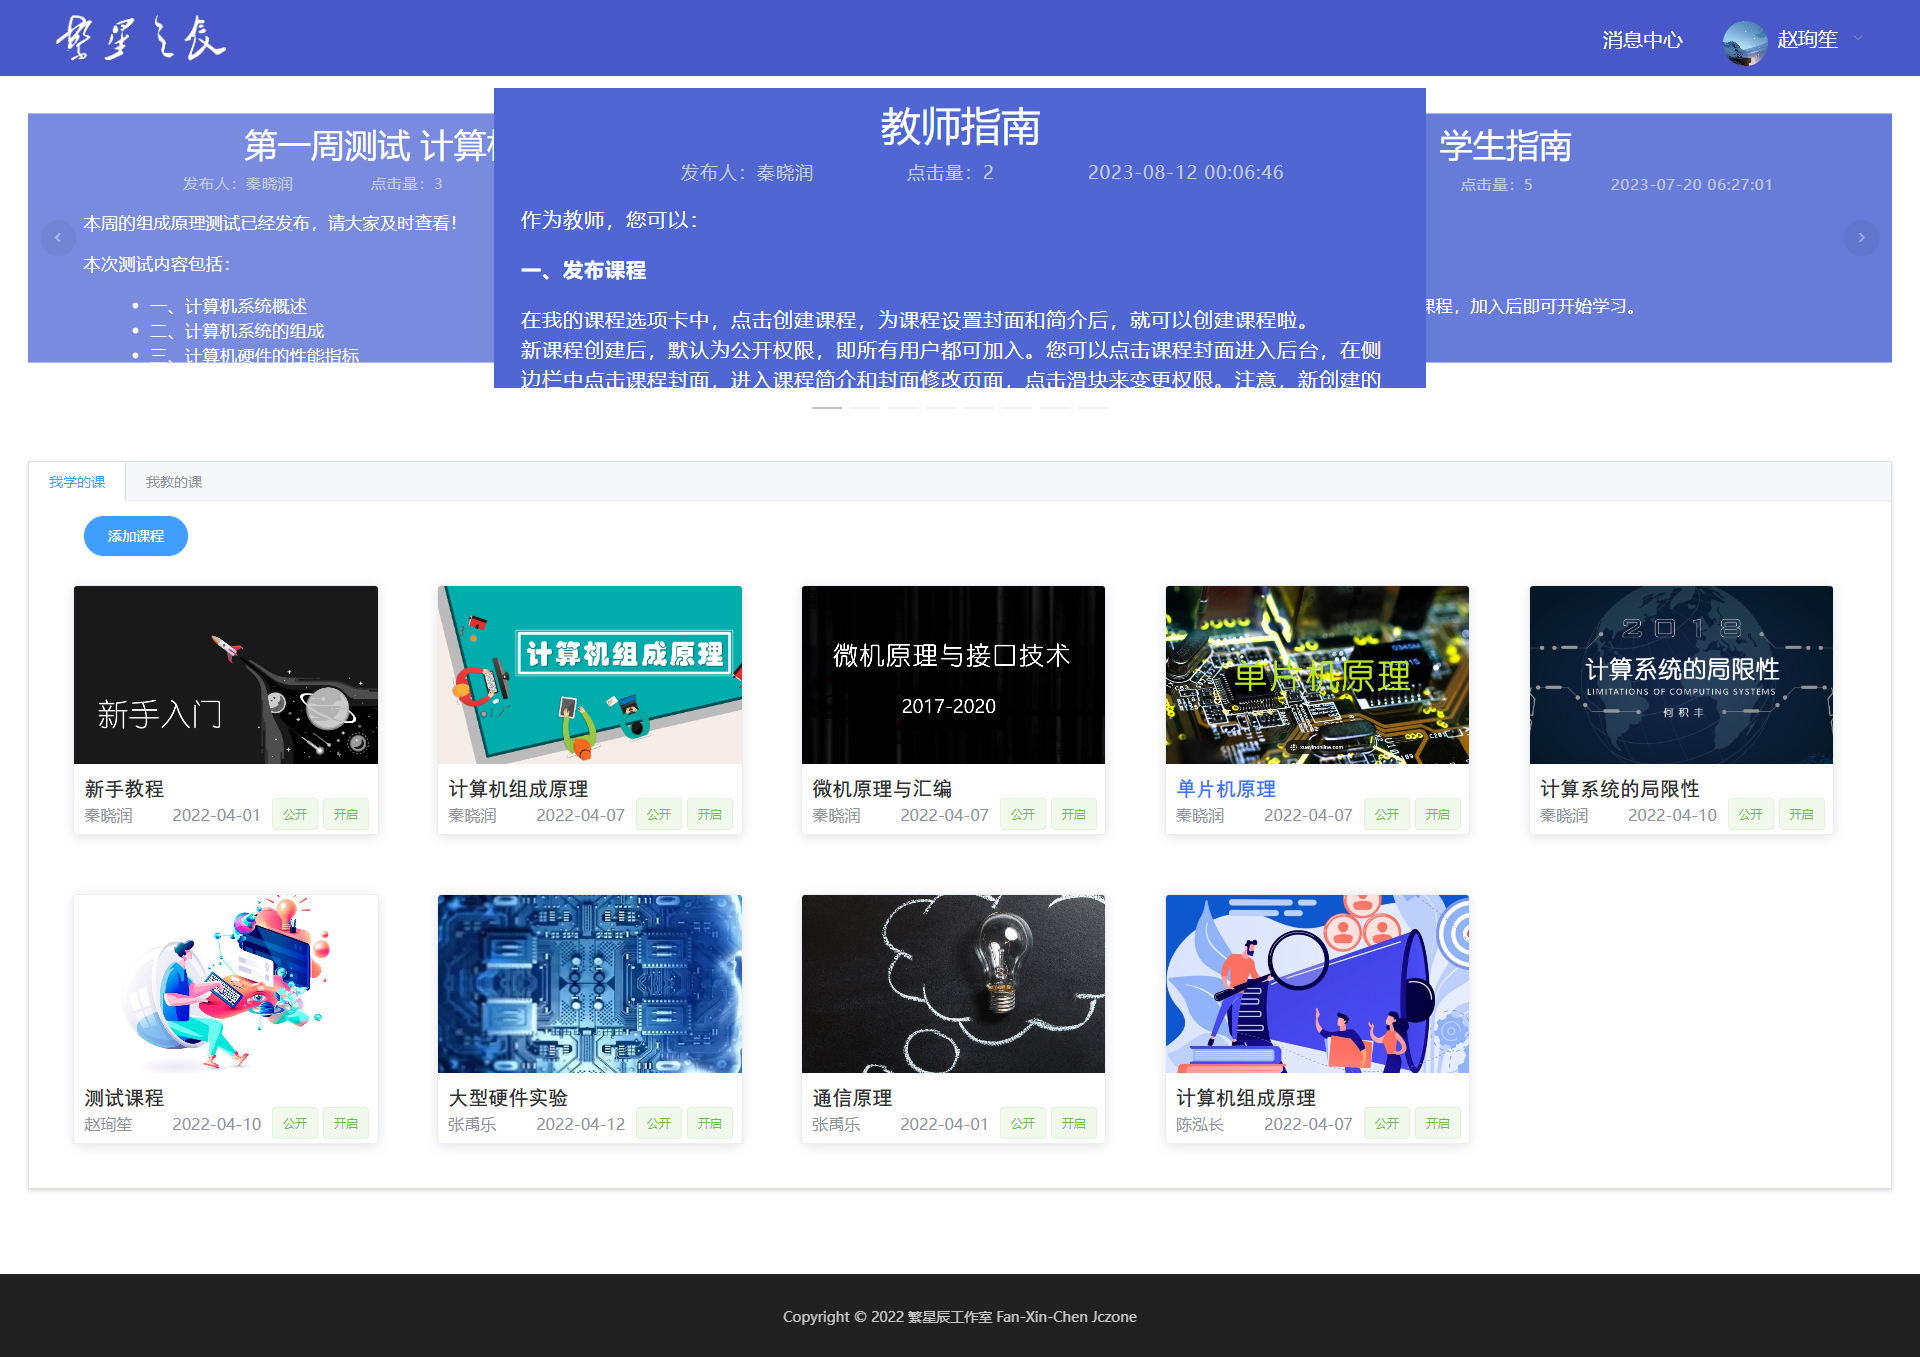 繁星之长
消息中心
赵珣笙
第一周测试 计算
发布人：秦晓润
点击量：3
本周的组成原理测试已经发布，请大家及时查看！
本次测试内容包括：
一、计算机系统概述
二、计算机系统的组成
三、计算机硬件的性能指标
教师指南
发布人：秦晓润
点击量：2
2023-08-12 00:06:46
作为教师，您可以：
一、发布课程
在我的课程选项卡中，点击创建课程，为课程设置封面和简介后，就可以创建课程啦。
新课程创建后，默认为公开权限，即所有用户都可加入。您可以点击课程封面进入后台，在侧
边栏中点击课程封面，进入课程简介和封面修改页面，点击滑块来变更权限。注意，新创建的
学生指南
点击量：5
2023-07-20 06:27:01
课程，加入后即可开始学习。
我学的课
我教的课
添加课程
新手入门
新手教程
秦晓润
2022-04-01
公开
开启
计算机组成原理
计算机组成原理
秦晓润
2022-04-07
公开
开启
微机原理与接口技术
2017-2020
微机原理与汇编
秦晓润
2022-04-07
公开
开启
单片机原理
xueyinonline.com
单片机原理
秦晓润
2022-04-07
公开
开启
2018
计算系统的局限性
LIMITATIONS OF COMPUTING SYSTEMS
何积丰
计算系统的局限性
秦晓润
2022-04-10
公开
开启
测试课程
赵珣笙
2022-04-10
公开
开启
大型硬件实验
张禹乐
2022-04-12
公开
开启
通信原理
张禹乐
2022-04-01
公开
开启
计算机组成原理
陈泓长
2022-04-07
公开
开启
Copyright © 2022 繁星辰工作室 Fan-Xin-Chen Jczone